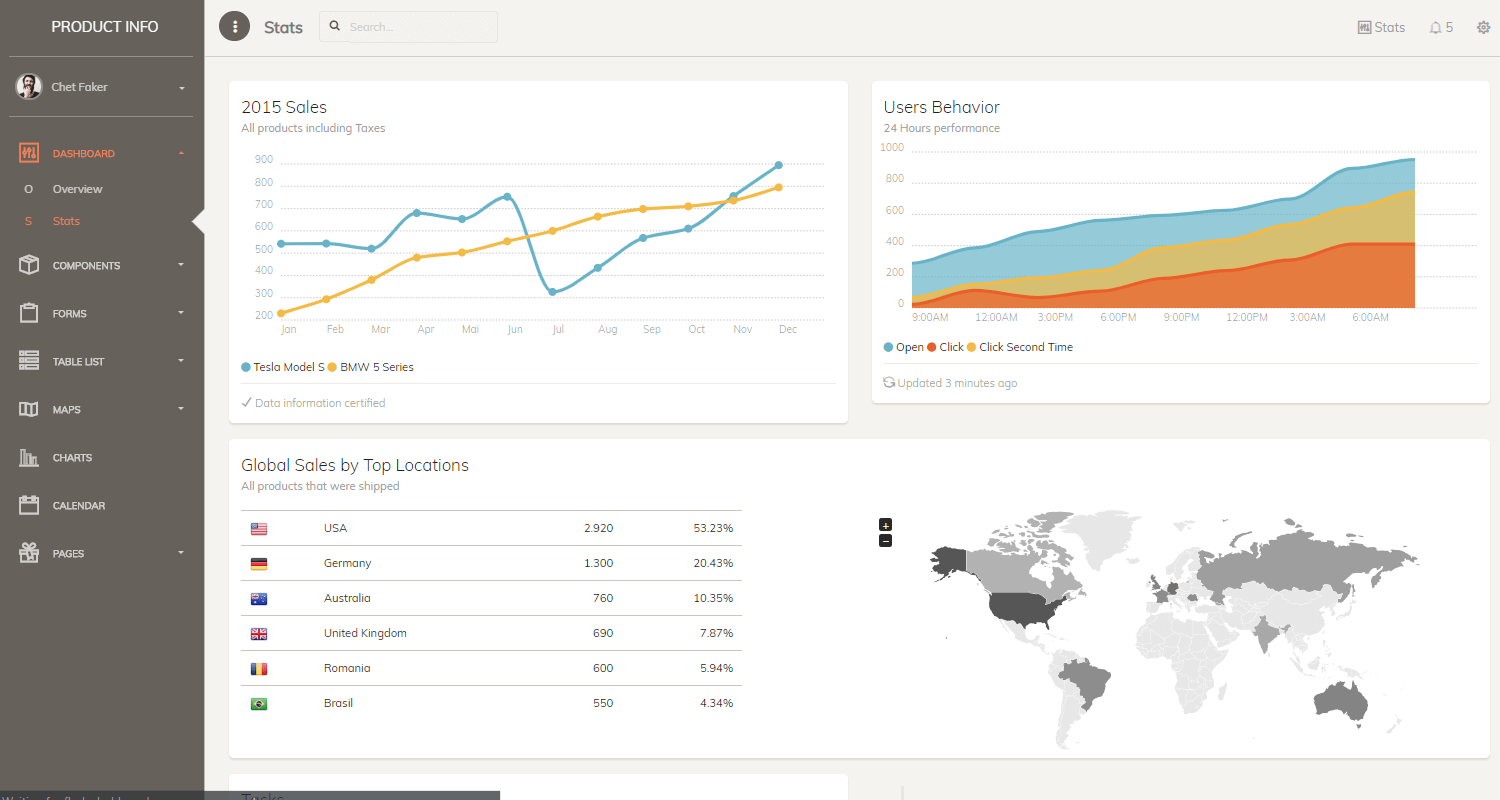 PRODUCT INFO
Chet Faker
DASHBOARD
O Overview
S Stats
COMPONENTS
FORMS
TABLE LIST
MAPS
CHARTS
CALENDAR
PAGES
Stats
Search...
Stats
5
2015 Sales
All products including Taxes
900
800
700
600
500
400
300
200
Jan Feb Mar Apr Mai Jun Jul Aug Sep Oct Nov Dec
Tesla Model S BMW 5 Series
Data information certified
Users Behavior
24 Hours performance
1000
800
600
400
200
0
9:00AM 12:00AM 3:00PM 6:00PM 9:00PM 12:00PM 3:00AM 6:00AM
Open Click Click Second Time
Updated 3 minutes ago
Global Sales by Top Locations
All products that were shipped
USA 2.920 53.23%
Germany 1.300 20.43%
Australia 760 10.35%
United Kingdom 690 7.87%
Romania 600 5.94%
Brasil 550 4.34%
+
−
Tasks